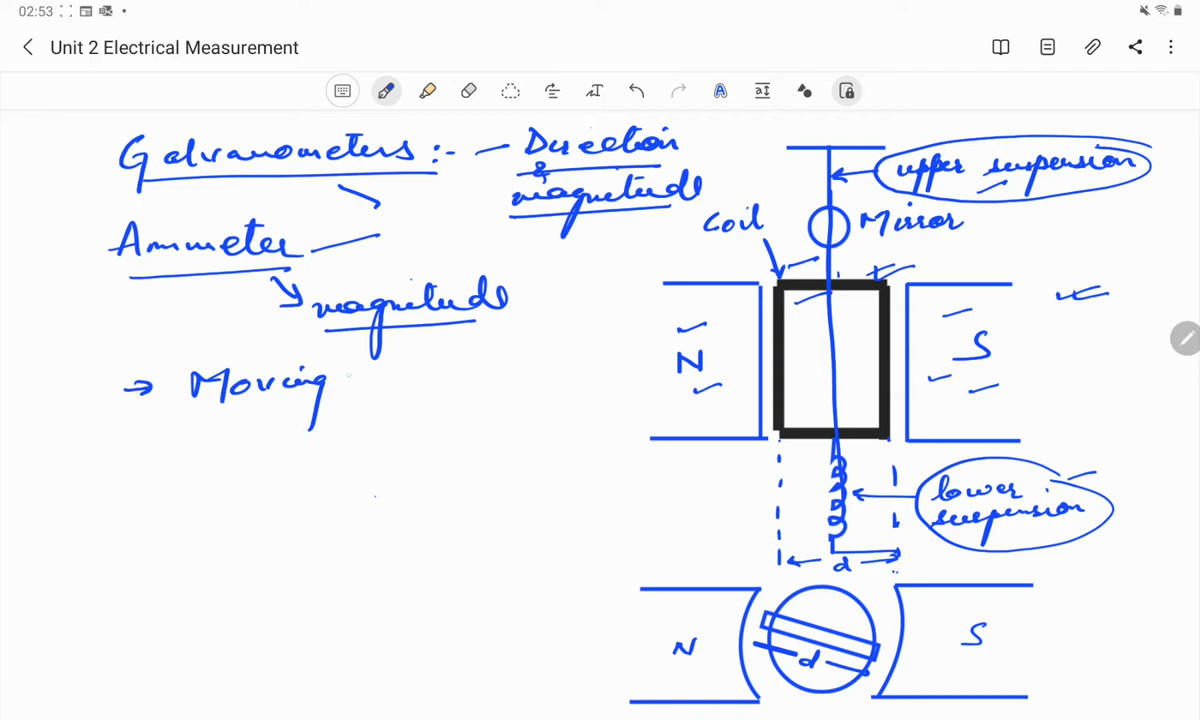 02:53
Unit 2 Electrical Measurement
Galvanometers :- — Direction
&
magnitude
Ammeter
magnitude
→ Moving
upper suspension
Mirror
Coil
N
S
lower
suspension
d
N
S
d